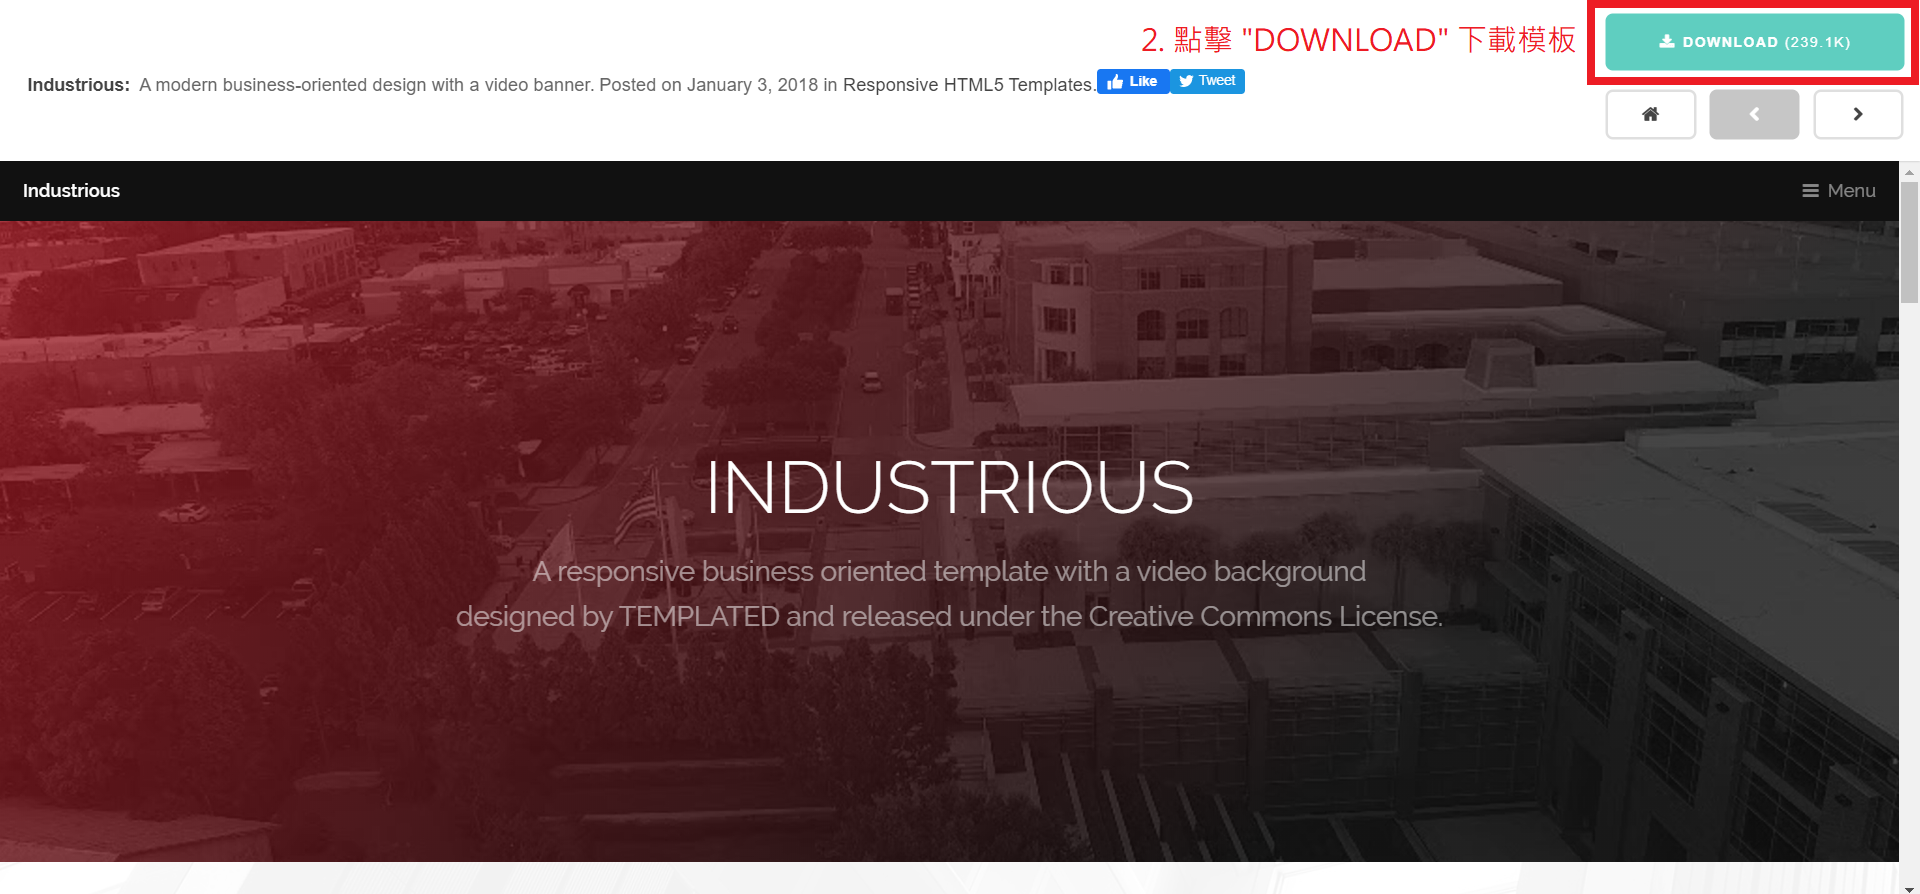 2. 點擊 "DOWNLOAD" 下載模板
DOWNLOAD (239.1K)
Industrious: A modern business-oriented design with a video banner. Posted on January 3, 2018 in Responsive HTML5 Templates.
Like
Tweet
Industrious
Menu
INDUSTRIOUS
A responsive business oriented template with a video background
designed by TEMPLATED and released under the Creative Commons License.